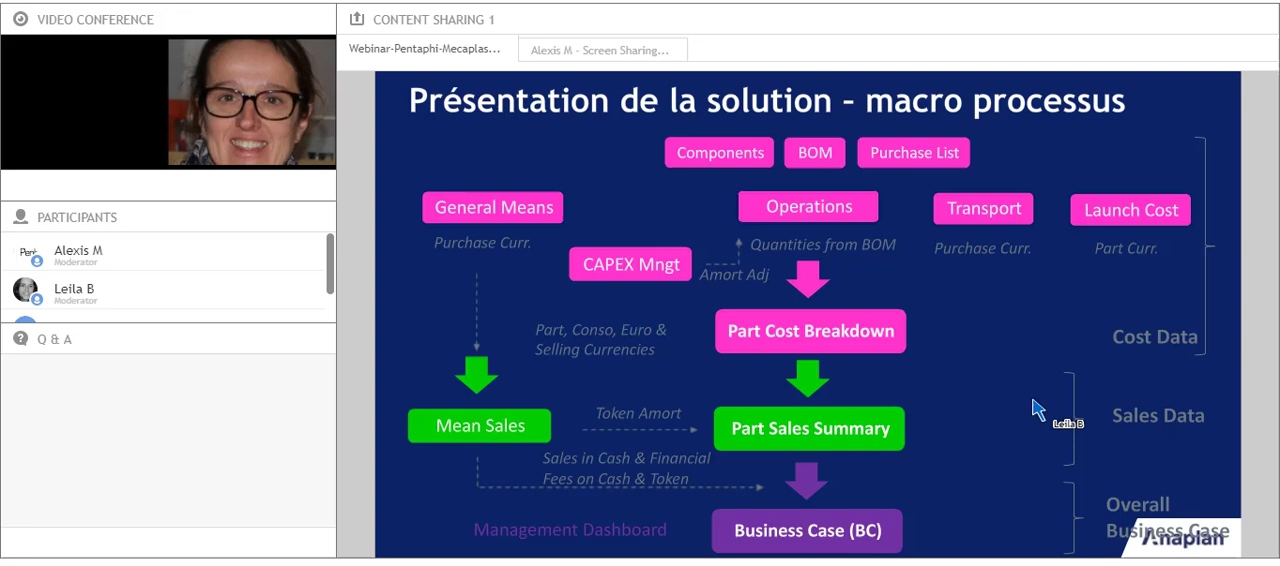 VIDEO CONFERENCE
CONTENT SHARING 1
Webinar-Pentaphi-Mecaplas...
Alexis M - Screen Sharing...
PARTICIPANTS
Alexis M
Moderator
Leila B
Moderator
Q & A
Présentation de la solution – macro processus
Components
BOM
Purchase List
General Means
Operations
Transport
Launch Cost
Purchase Curr.
Quantities from BOM
Purchase Curr.
Part Curr.
CAPEX Mngt
Amort Adj
Part, Conso, Euro &
Selling Currencies
Part Cost Breakdown
Cost Data
Mean Sales
Token Amort
Part Sales Summary
Sales Data
Leila B
Sales in Cash & Financial
Fees on Cash & Token
Management Dashboard
Business Case (BC)
Overall
Business Case
Anaplan